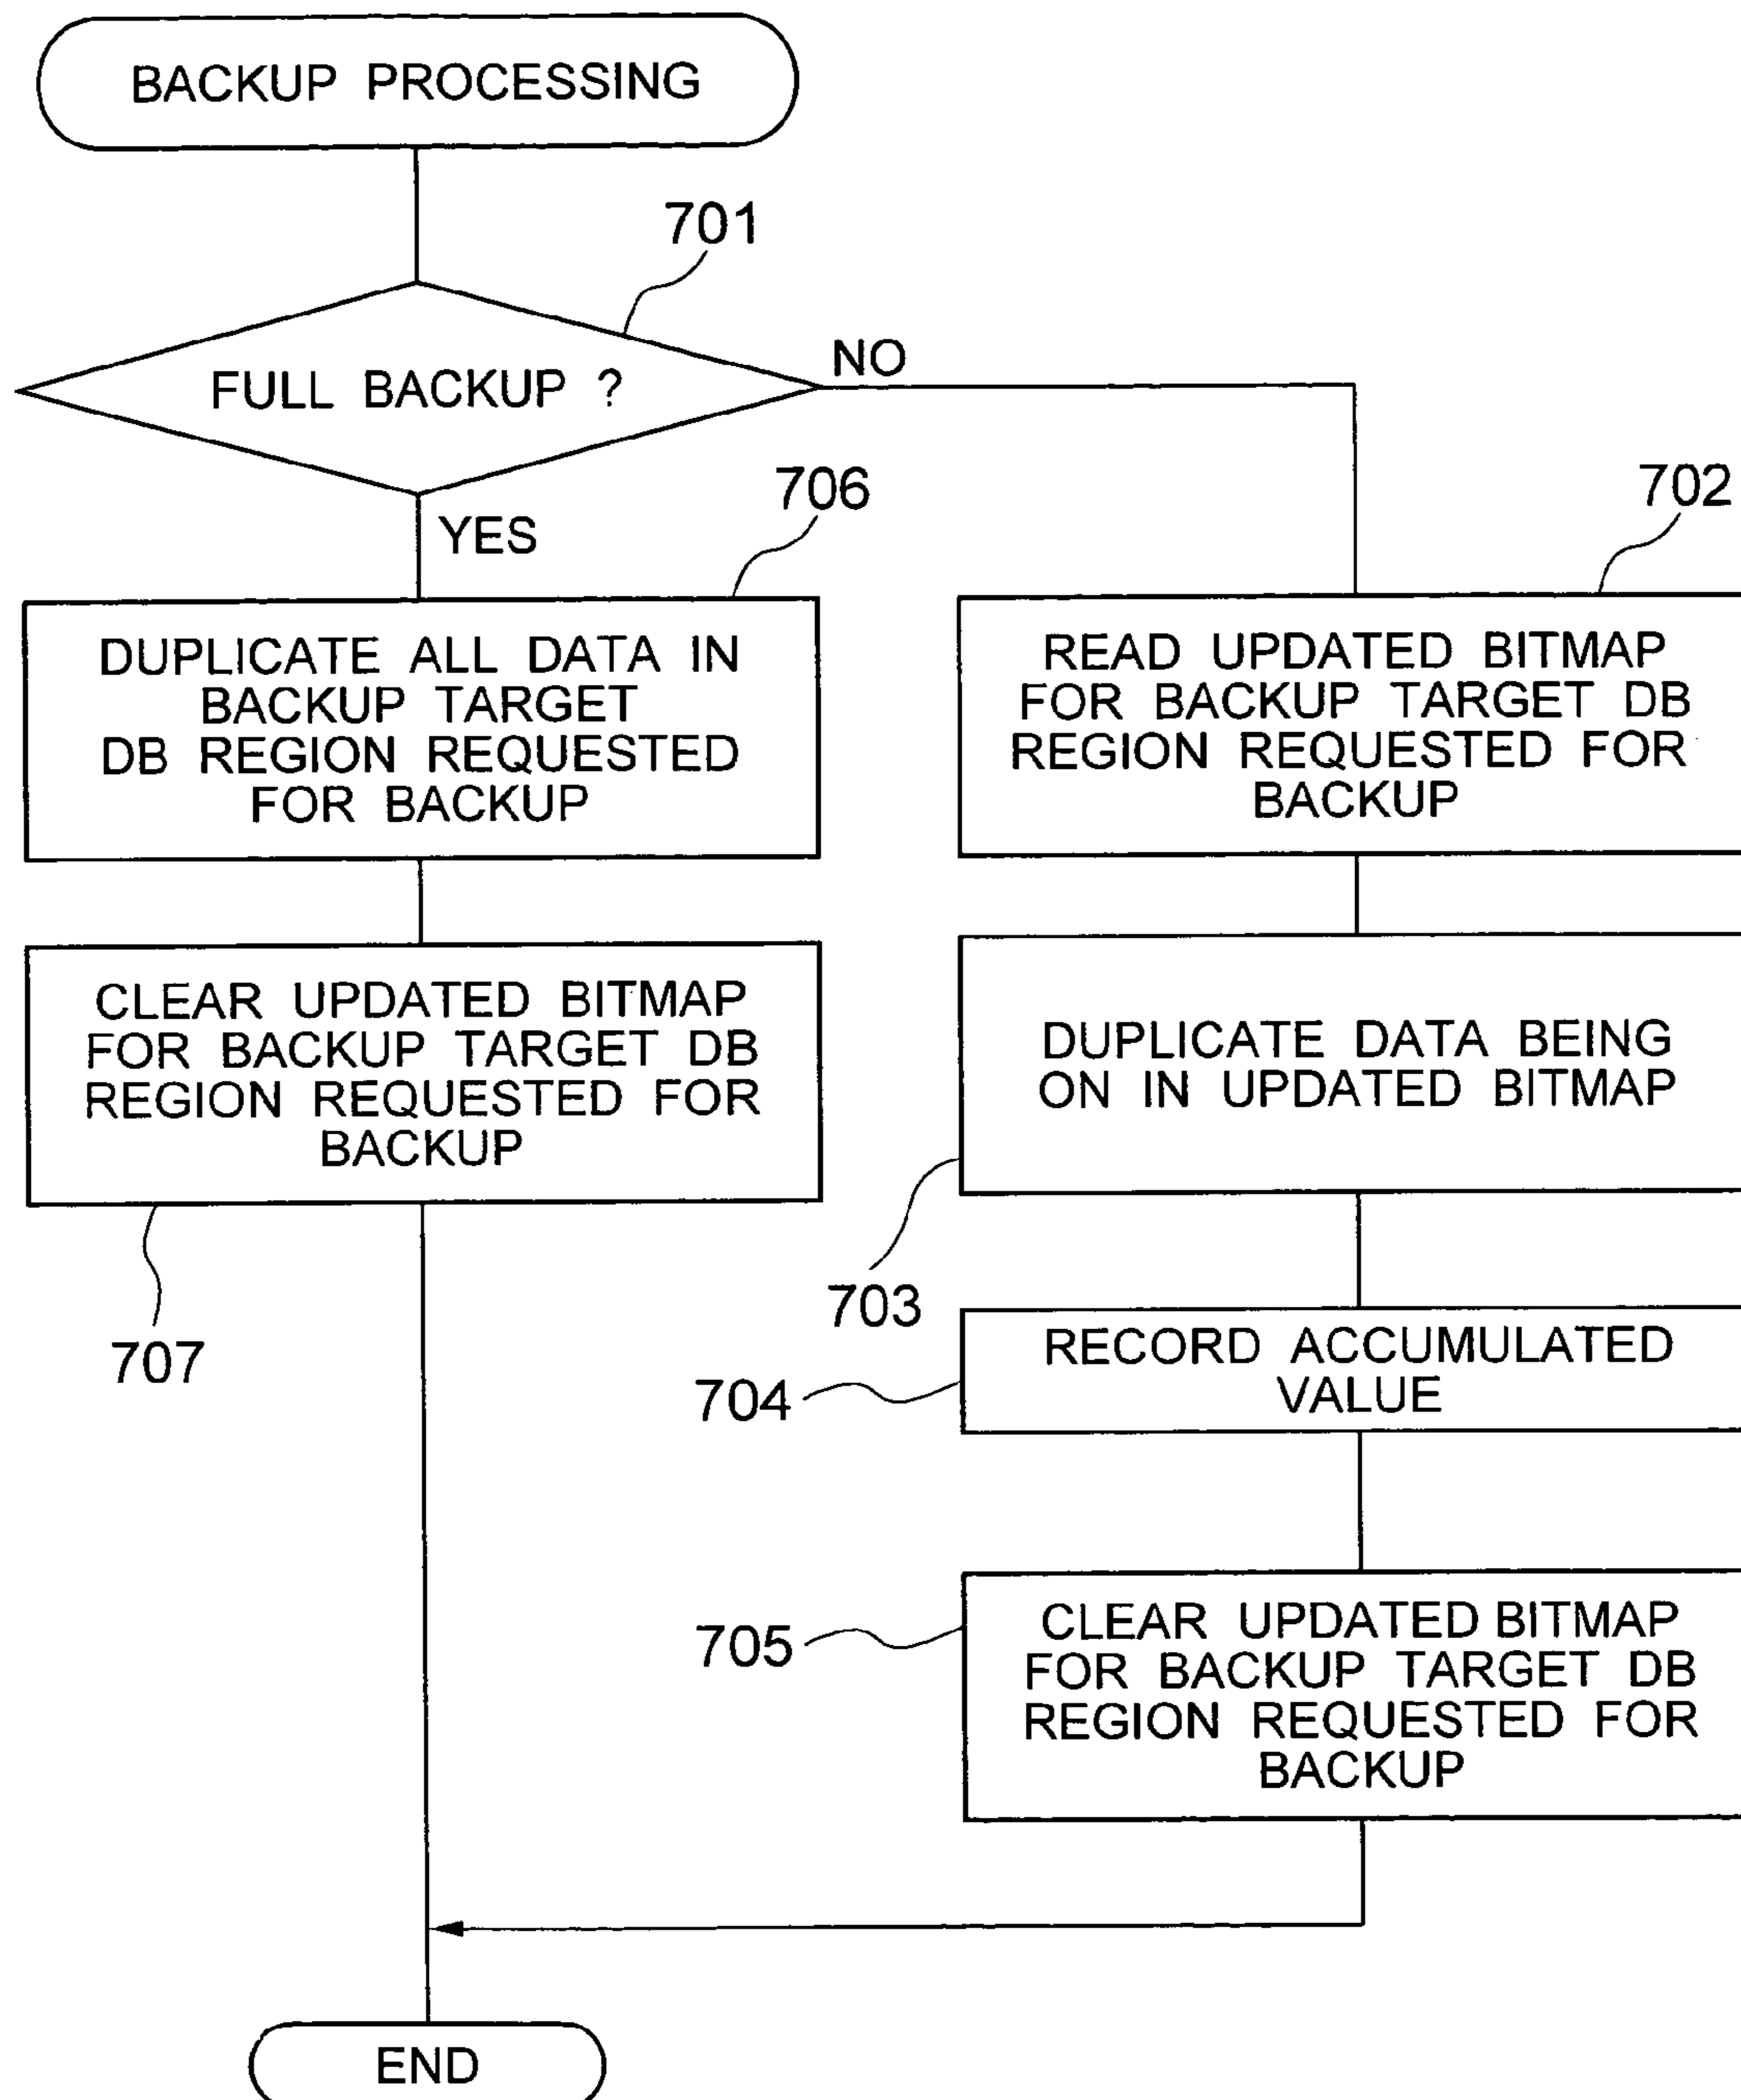 BACKUP PROCESSING
701
FULL BACKUP ?
NO
YES
706
DUPLICATE ALL DATA IN
BACKUP TARGET
DB REGION REQUESTED
FOR BACKUP
CLEAR UPDATED BITMAP
FOR BACKUP TARGET DB
REGION REQUESTED FOR
BACKUP
707
702
READ UPDATED BITMAP
FOR BACKUP TARGET DB
REGION REQUESTED FOR
BACKUP
DUPLICATE DATA BEING
ON IN UPDATED BITMAP
703
RECORD ACCUMULATED
VALUE
704
CLEAR UPDATED BITMAP
FOR BACKUP TARGET DB
REGION REQUESTED FOR
BACKUP
705
END